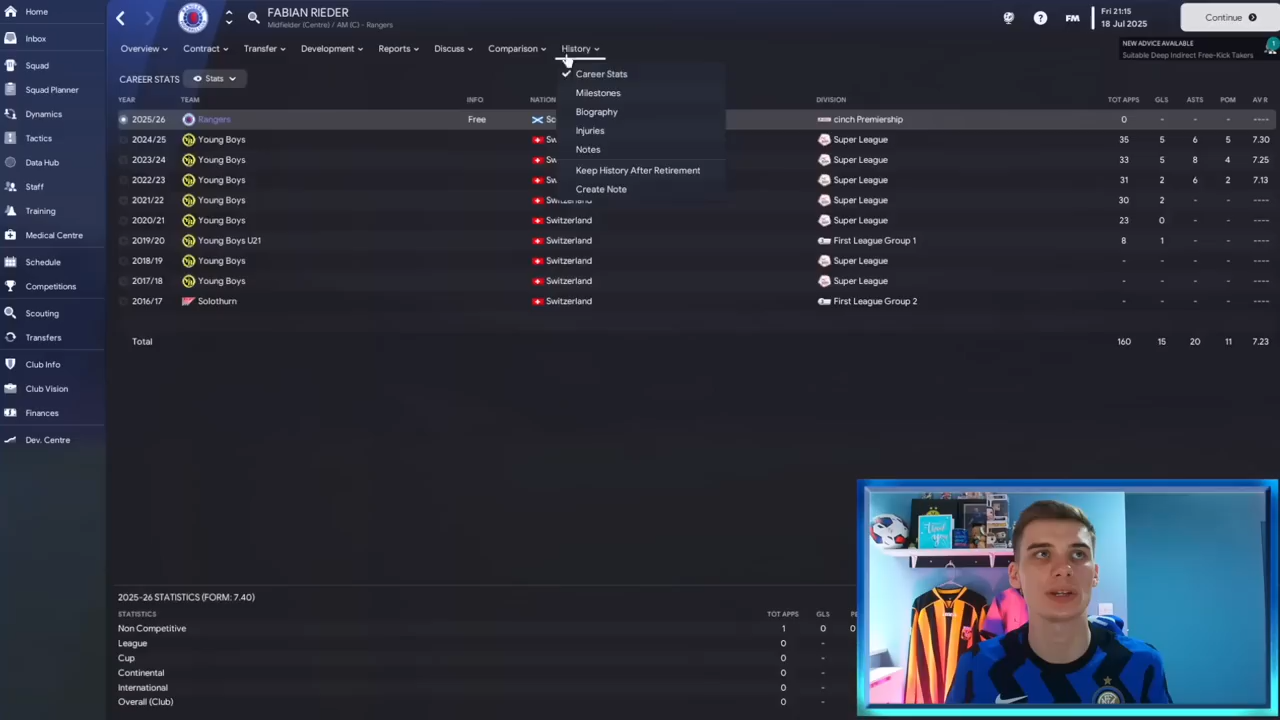 FABIAN RIEDER
Midfielder (Centre) / AM (C) - Rangers
FM
Fri 21:15
18 Jul 2025
Continue
NEW ADVICE AVAILABLE
Suitable Deep Indirect Free-Kick Takers
1
Home
Inbox
Squad
Squad Planner
Dynamics
Tactics
Data Hub
Staff
Training
Medical Centre
Schedule
Competitions
Scouting
Transfers
Club Info
Club Vision
Finances
Dev. Centre
Overview Contract Transfer Development Reports Discuss Comparison History
CAREER STATS Stats
Career Stats
Milestones
Biography
Injuries
Notes
Keep History After Retirement
Create Note
YEAR TEAM INFO NATION DIVISION TOT APPS GLS ASTS POM AV R
2025/26 Rangers Free Sc cinch Premiership 0 - - - ----
2024/25 Young Boys Super League 35 5 6 5 7.30
2023/24 Young Boys Super League 33 5 8 4 7.25
2022/23 Young Boys Super League 31 2 6 2 7.13
2021/22 Young Boys Switzerland Super League 30 2 - - ----
2020/21 Young Boys Switzerland Super League 23 0 - - ----
2019/20 Young Boys U21 Switzerland First League Group 1 8 1 - - ----
2018/19 Young Boys Switzerland Super League - - - - ----
2017/18 Young Boys Switzerland Super League - - - - ----
2016/17 Solothurn Switzerland First League Group 2 - - - - ----
Total 160 15 20 11 7.23
2025-26 STATISTICS (FORM: 7.40)
STATISTICS TOT APPS GLS
Non Competitive 1 0 0
League 0 -
Cup 0 -
Continental 0 -
International 0 -
Overall (Club) 0 -